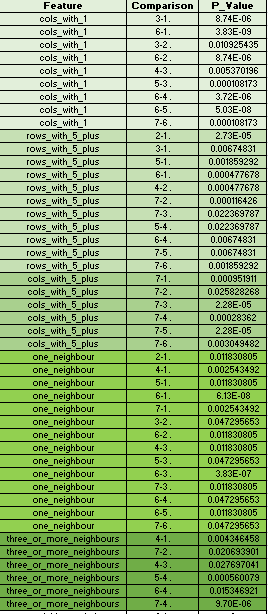 Feature Comparison P_Value
cols_with_1 3-1. 8.74E-06
cols_with_1 6-1. 3.83E-09
cols_with_1 3-2. 0.010925435
cols_with_1 6-2. 8.74E-06
cols_with_1 4-3. 0.005370196
cols_with_1 5-3. 0.000108173
cols_with_1 6-4. 3.72E-06
cols_with_1 6-5. 5.03E-08
cols_with_1 7-6. 0.000108173
rows_with_5_plus 2-1. 2.73E-05
rows_with_5_plus 3-1. 0.00674831
rows_with_5_plus 5-1. 0.001859292
rows_with_5_plus 6-1. 0.000477678
rows_with_5_plus 4-2. 0.000477678
rows_with_5_plus 7-2. 0.000116426
rows_with_5_plus 7-3. 0.022369787
rows_with_5_plus 5-4. 0.022369787
rows_with_5_plus 6-4. 0.00674831
rows_with_5_plus 7-5. 0.00674831
rows_with_5_plus 7-6. 0.001859292
cols_with_5_plus 7-1. 0.000951911
cols_with_5_plus 7-2. 0.025828268
cols_with_5_plus 7-3. 2.28E-05
cols_with_5_plus 7-4. 0.00028362
cols_with_5_plus 7-5. 2.28E-05
cols_with_5_plus 7-6. 0.003049482
one_neighbour 2-1. 0.011830805
one_neighbour 4-1. 0.002543492
one_neighbour 5-1. 0.011830805
one_neighbour 6-1. 6.13E-08
one_neighbour 7-1. 0.002543492
one_neighbour 3-2. 0.047295653
one_neighbour 6-2. 0.011830805
one_neighbour 4-3. 0.011830805
one_neighbour 5-3. 0.047295653
one_neighbour 6-3. 3.83E-07
one_neighbour 7-3. 0.011830805
one_neighbour 6-4. 0.047295653
one_neighbour 6-5. 0.011830805
one_neighbour 7-6. 0.047295653
three_or_more_neighbours 4-1. 0.004346458
three_or_more_neighbours 7-2. 0.020693901
three_or_more_neighbours 4-3. 0.027697041
three_or_more_neighbours 5-4. 0.000560079
three_or_more_neighbours 6-4. 0.015346921
three_or_more_neighbours 7-4. 9.70E-06